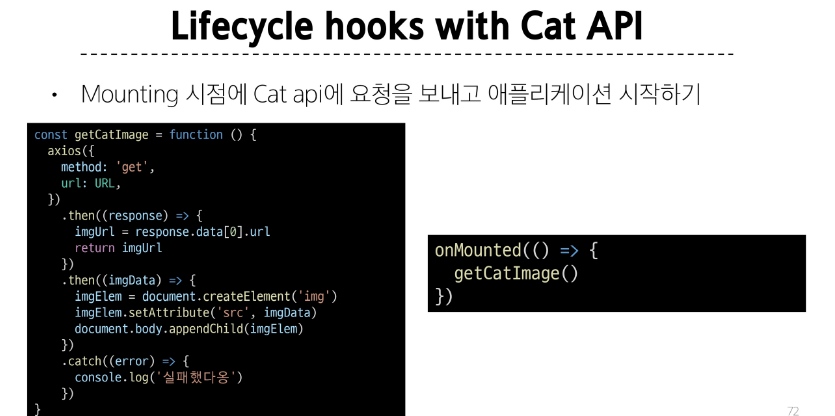 Lifecycle hooks with Cat API
• Mounting 시점에 Cat api에 요청을 보내고 애플리케이션 시작하기
const getCatImage = function () {
  axios({
    method: 'get',
    url: URL,
  })
    .then((response) => {
      imgUrl = response.data[0].url
      return imgUrl
    })
    .then((imgData) => {
      imgElem = document.createElement('img')
      imgElem.setAttribute('src', imgData)
      document.body.appendChild(imgElem)
    })
    .catch((error) => {
      console.log('실패했다옹')
    })
}
onMounted(() => {
  getCatImage()
})
72